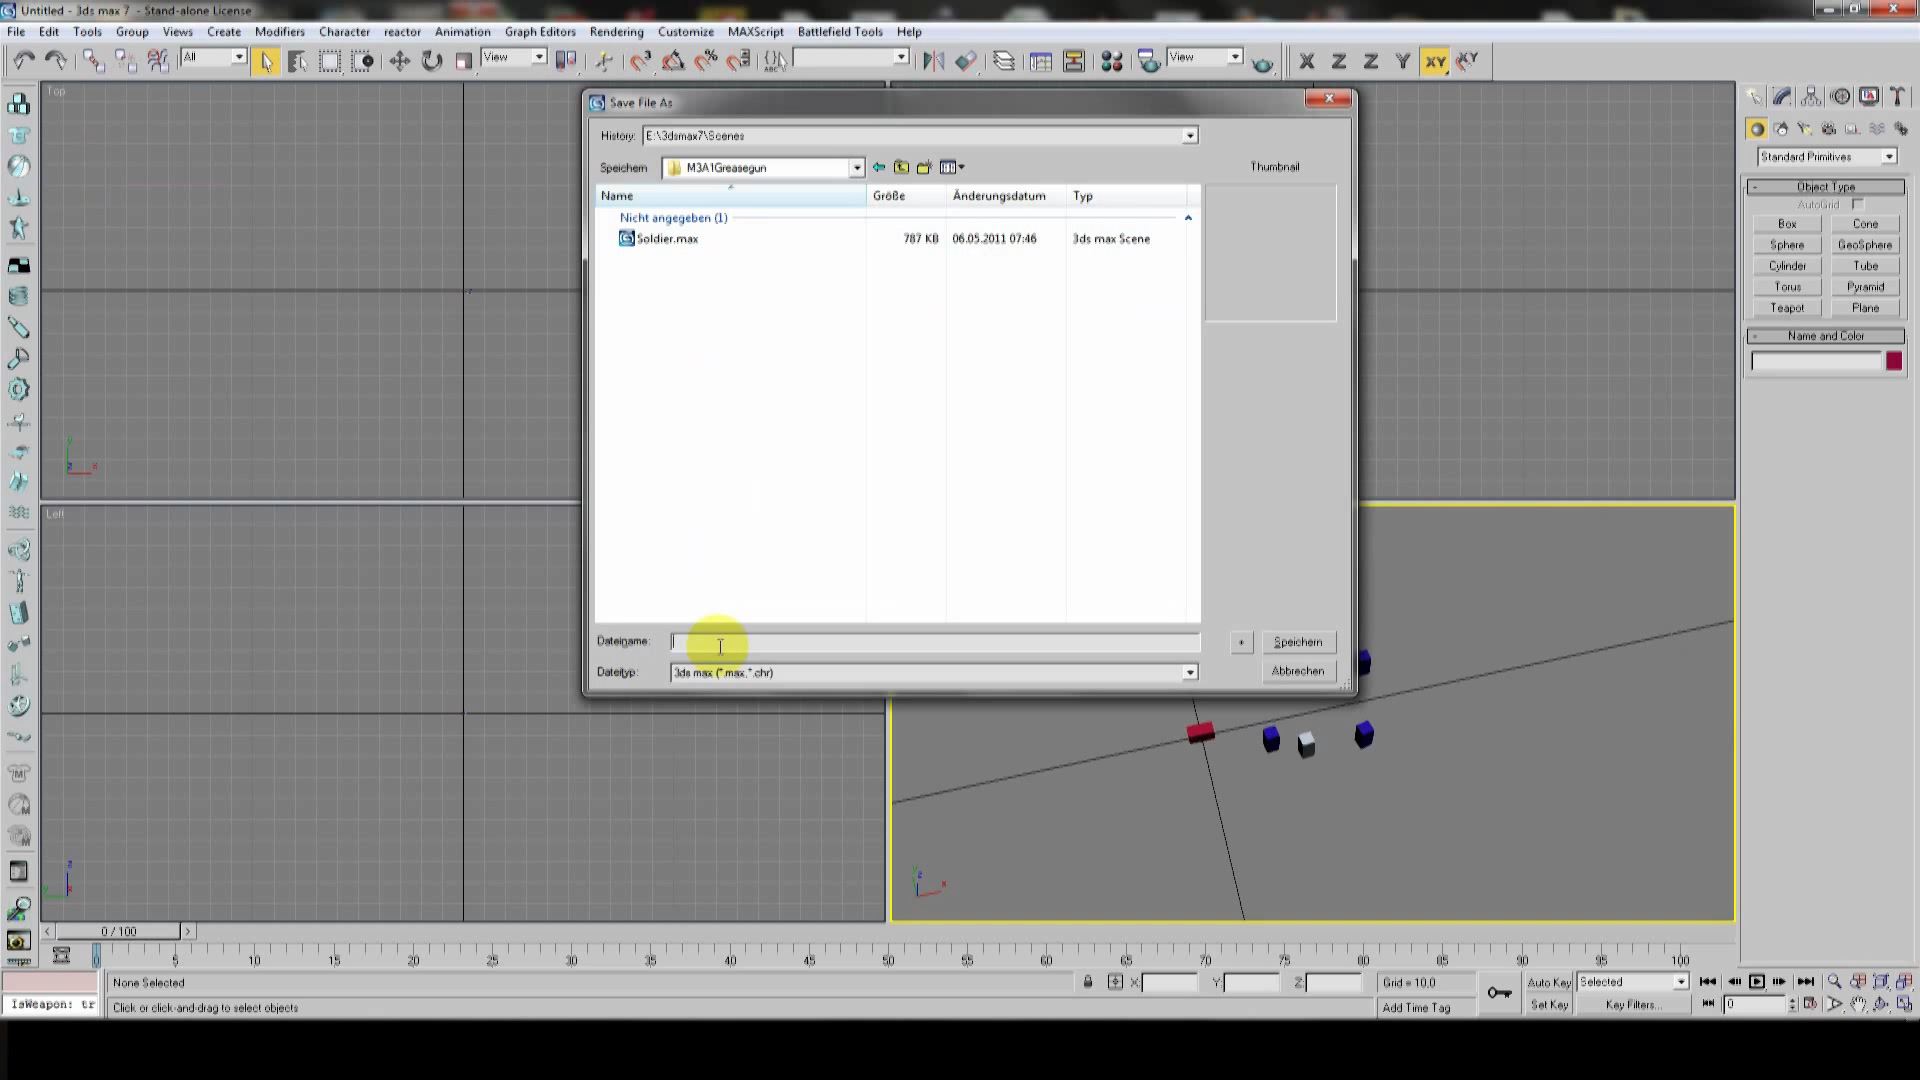 Untitled - 3ds max 7 - Stand-alone License
File Edit Tools Group Views Create Modifiers Character reactor Animation Graph Editors Rendering Customize MAXScript Battlefield Tools Help
All View View X Z Z Y XY
Top
Save File As
History: E:\3dsmax7\Scenes
Speichern M3A1Greasegun Thumbnail
Name Größe Änderungsdatum Typ
Nicht angegeben (1)
Soldier.max 787 KB 06.05.2011 07:46 3ds max Scene
Dateiname: + Speichern
Dateityp: 3ds max (*.max,*.chr) Abbrechen
Standard Primitives
- Object Type
AutoGrid
Box Cone
Sphere GeoSphere
Cylinder Tube
Torus Pyramid
Teapot Plane
- Name and Color
Left
< 0 / 100 >
0 5 10 15 20 25 30 35 40 45 50 55 60 65 70 75 80 85 90 95 100
None Selected X: Y: Z: Grid = 10,0 Auto Key Selected
IsWeapon: tr Click or click-and-drag to select objects Add Time Tag Set Key Key Filters... 0